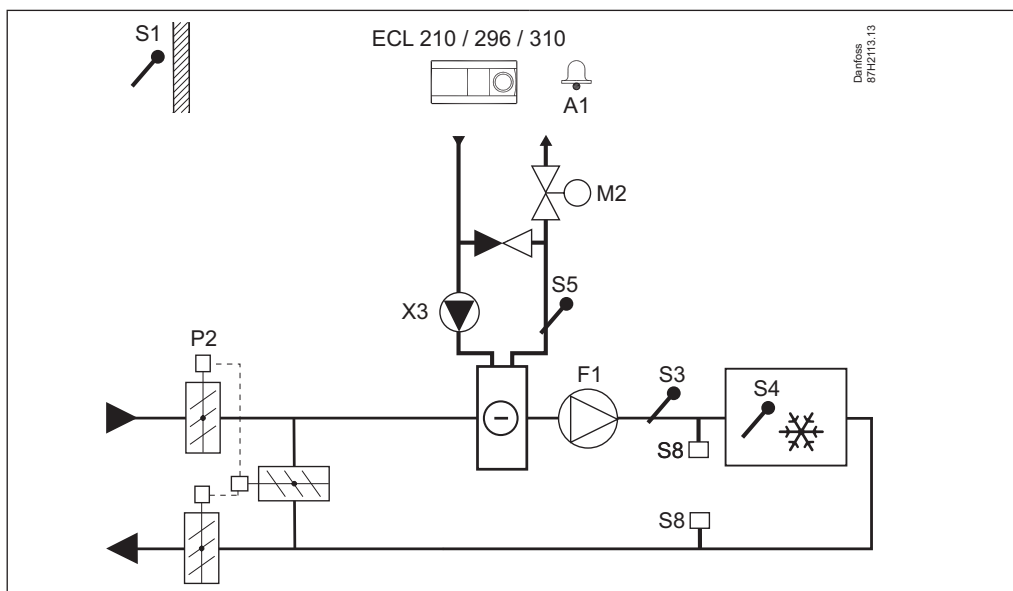 S1
ECL 210 / 296 / 310
A1
Danfoss
87H2113.13
M2
S5
X3
P2
F1
S3
S4
S8
S8